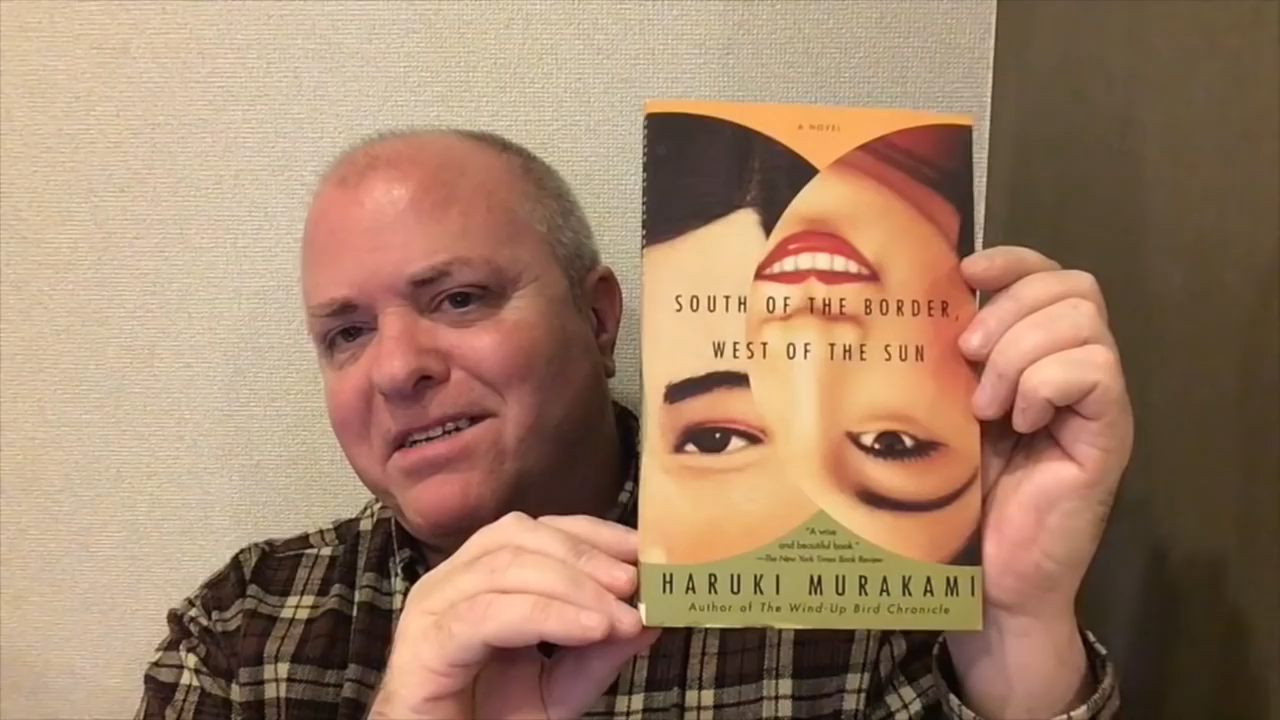 A NOVEL
SOUTH OF THE BORDER,
WEST OF THE SUN
"A wise
and beautiful book."
—The New York Times Book Review
HARUKI MURAKAMI
Author of The Wind-Up Bird Chronicle